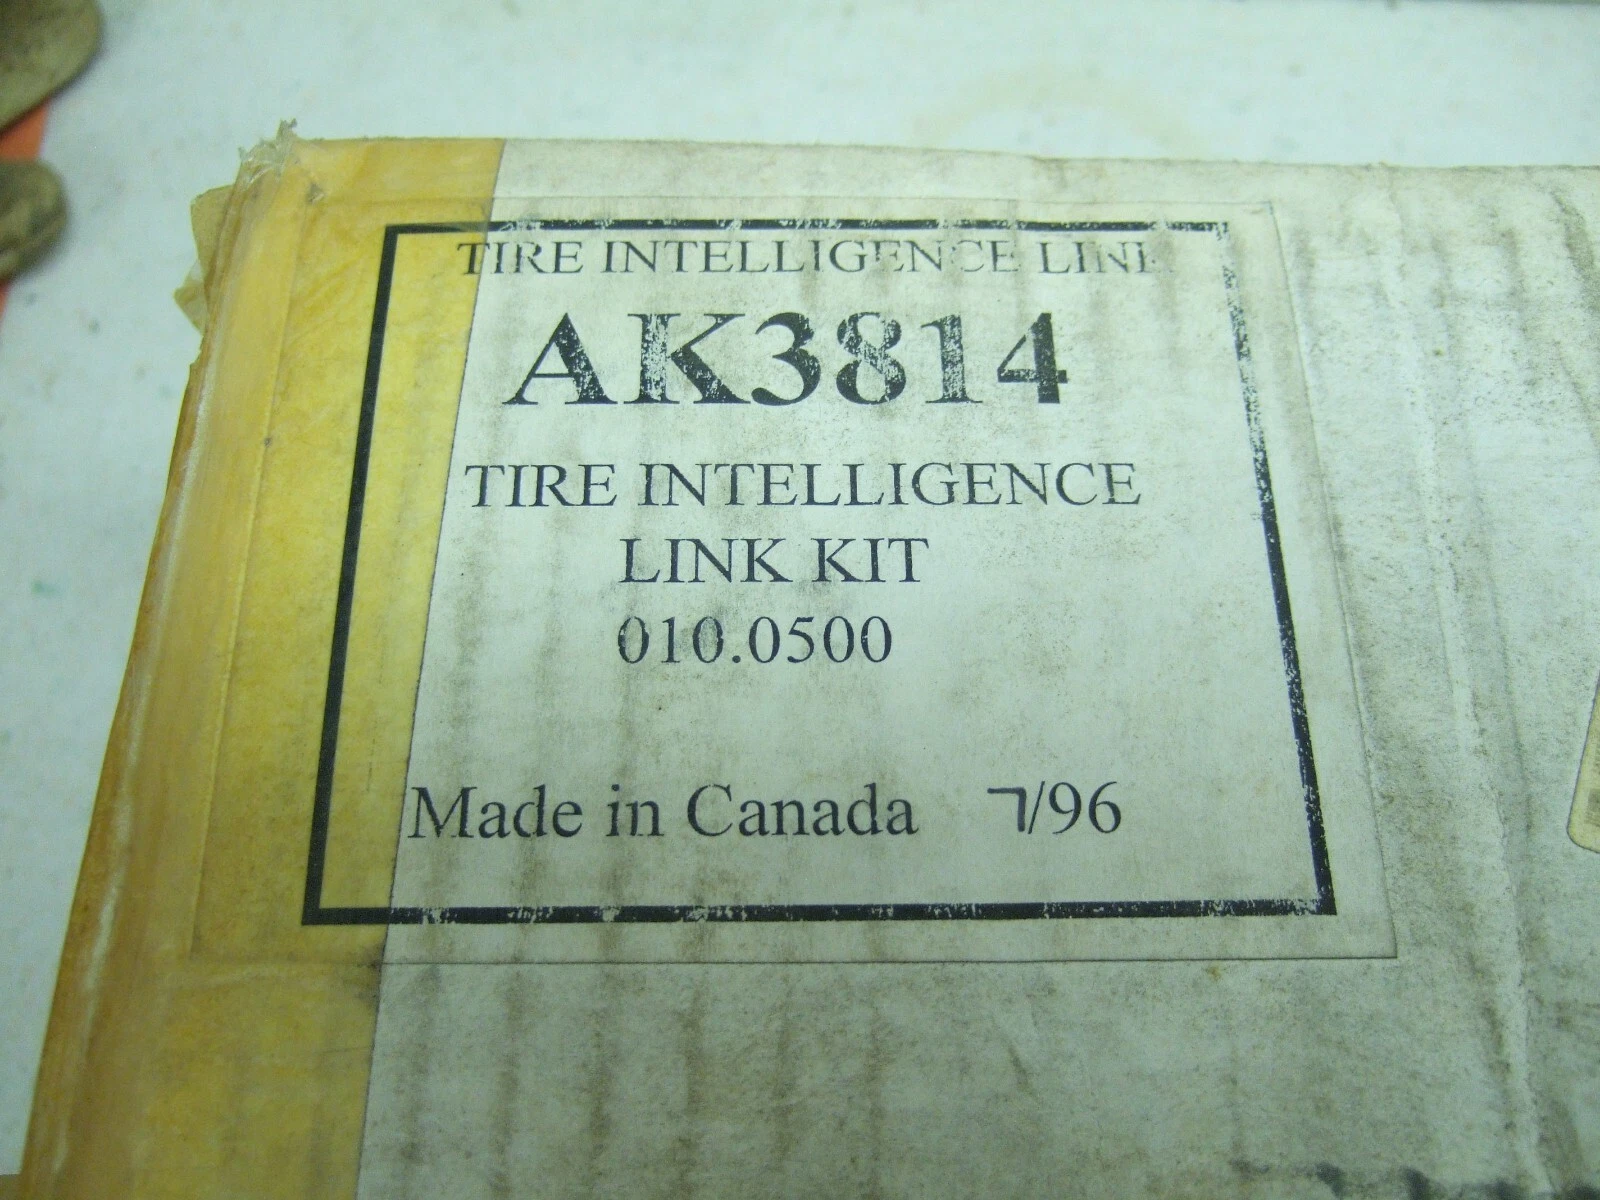 TIRE INTELLIGENCE LINK
AK3814
TIRE INTELLIGENCE
LINK KIT
010.0500
Made in Canada 7/96